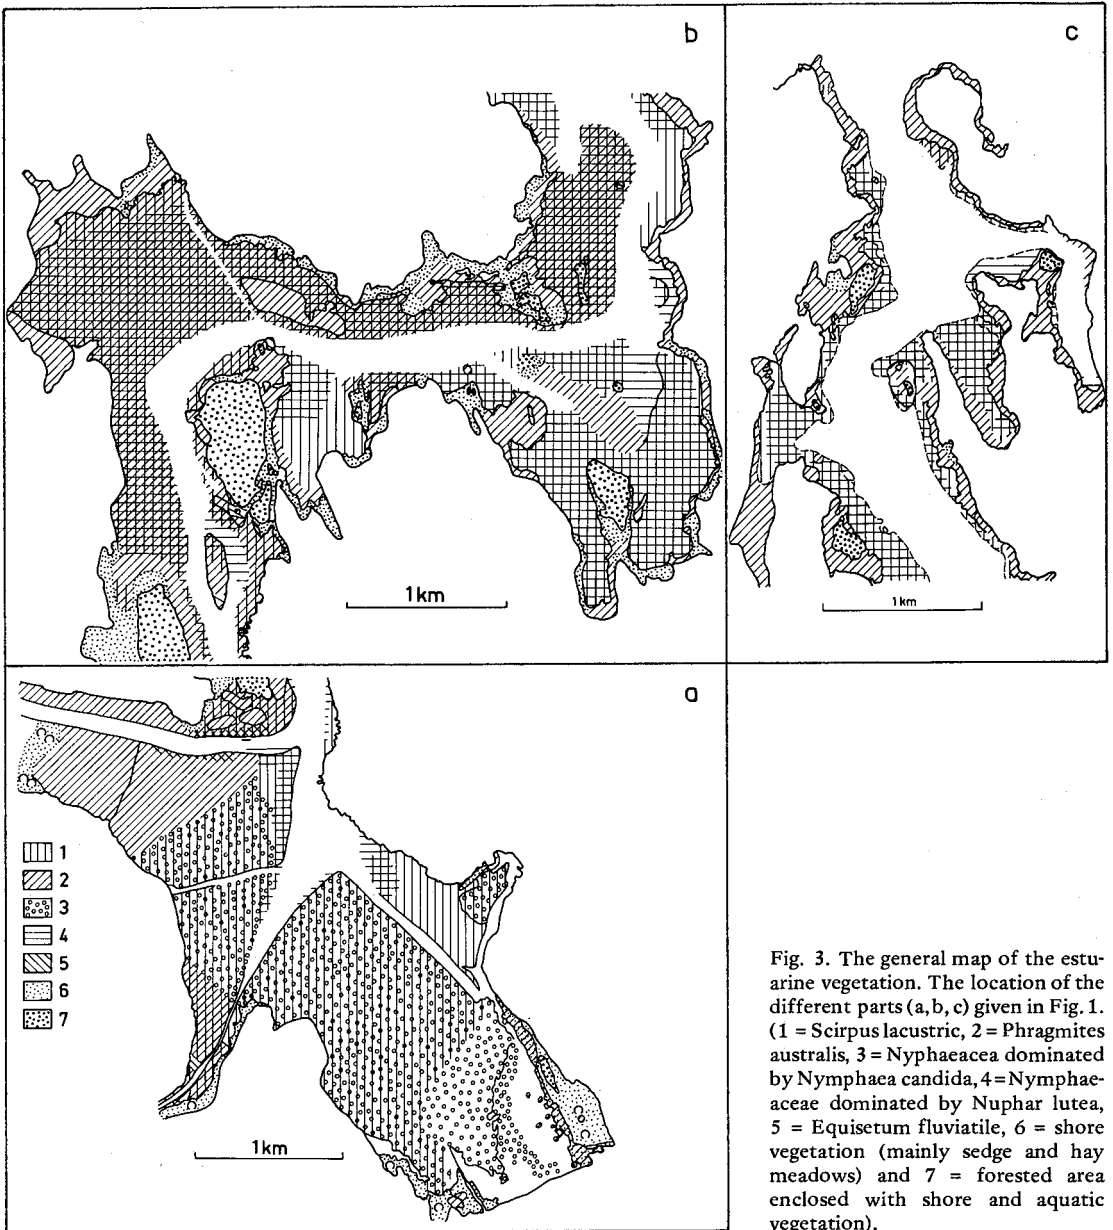 b
c
1km
1km
a
1
2
3
4
5
6
7
1km
Fig. 3. The general map of the estu-
arine vegetation. The location of the
different parts (a, b, c) given in Fig. 1.
(1 = Scirpus lacustric, 2 = Phragmites
australis, 3 = Nyphaeacea dominated
by Nymphaea candida, 4 = Nymphae-
aceae dominated by Nuphar lutea,
5 = Equisetum fluviatile, 6 = shore
vegetation (mainly sedge and hay
meadows) and 7 = forested area
enclosed with shore and aquatic
vegetation).